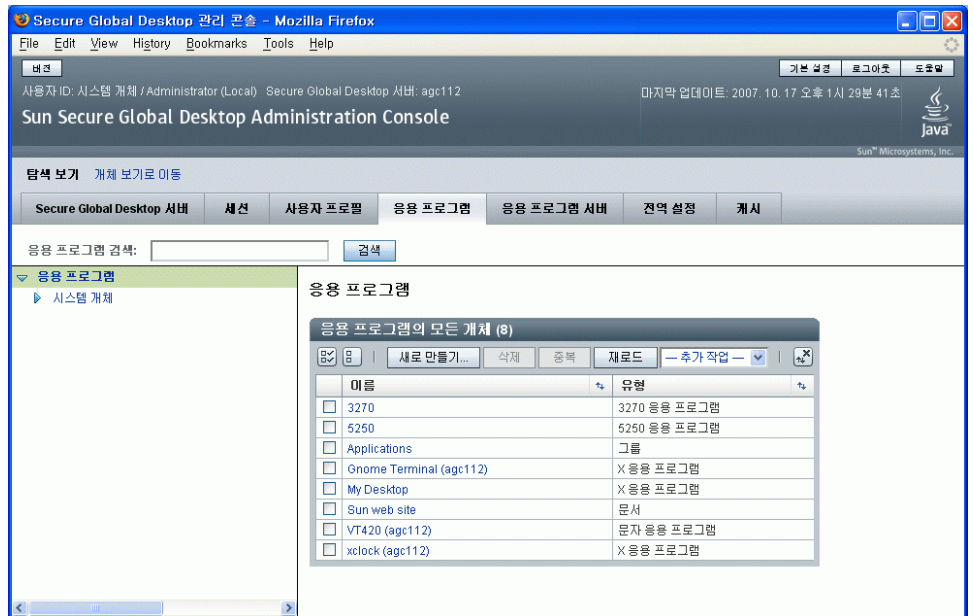 Secure Global Desktop 관리 콘솔 - Mozilla Firefox
File Edit View History Bookmarks Tools Help
버전 기본 설정 로그아웃 도움말
사용자 ID: 시스템 개체 / Administrator (Local) Secure Global Desktop 서버: agc112 마지막 업데이트: 2007. 10. 17 오후 1시 29분 41초
Sun Secure Global Desktop Administration Console
Java™
Sun™ Microsystems, Inc.
탐색 보기 개체 보기로 이동
Secure Global Desktop 서버 세션 사용자 프로필 응용 프로그램 응용 프로그램 서버 전역 설정 캐시
응용 프로그램 검색: 검색
응용 프로그램
시스템 개체
응용 프로그램
응용 프로그램의 모든 개체 (8)
새로 만들기... 삭제 중복 재로드 — 추가 작업 —
이름 유형
3270 3270 응용 프로그램
5250 5250 응용 프로그램
Applications 그룹
Gnome Terminal (agc112) X 응용 프로그램
My Desktop X 응용 프로그램
Sun web site 문서
VT420 (agc112) 문자 응용 프로그램
xclock (agc112) X 응용 프로그램